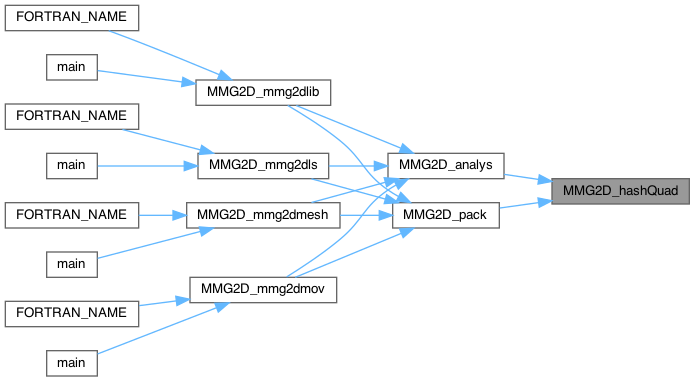 FORTRAN_NAME
main
MMG2D_mmg2dlib
FORTRAN_NAME
main
MMG2D_mmg2dls
MMG2D_analys
MMG2D_hashQuad
FORTRAN_NAME
MMG2D_mmg2dmesh
MMG2D_pack
main
MMG2D_mmg2dmov
FORTRAN_NAME
main